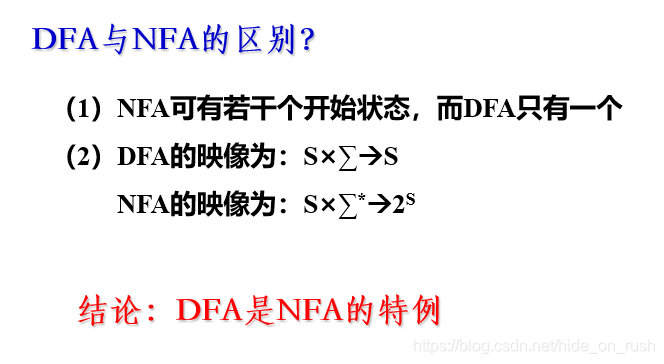 DFA与NFA的区别?
(1)NFA可有若干个开始状态，而DFA只有一个
(2)DFA的映像为：S×∑→S
NFA的映像为：S×∑*→2^S
结论：DFA是NFA的特例
https://blog.csdn.net/hide_on_rush